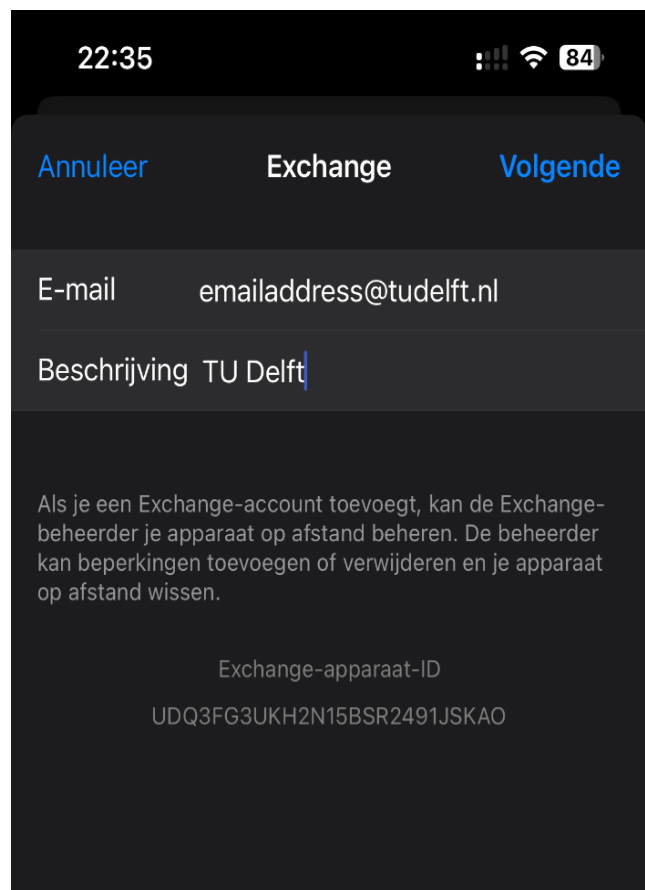 22:35
84
Annuleer Exchange Volgende
E-mail emailaddress@tudelft.nl
Beschrijving TU Delft
Als je een Exchange-account toevoegt, kan de Exchange-
beheerder je apparaat op afstand beheren. De beheerder
kan beperkingen toevoegen of verwijderen en je apparaat
op afstand wissen.
Exchange-apparaat-ID
UDQ3FG3UKH2N15BSR2491JSKAO